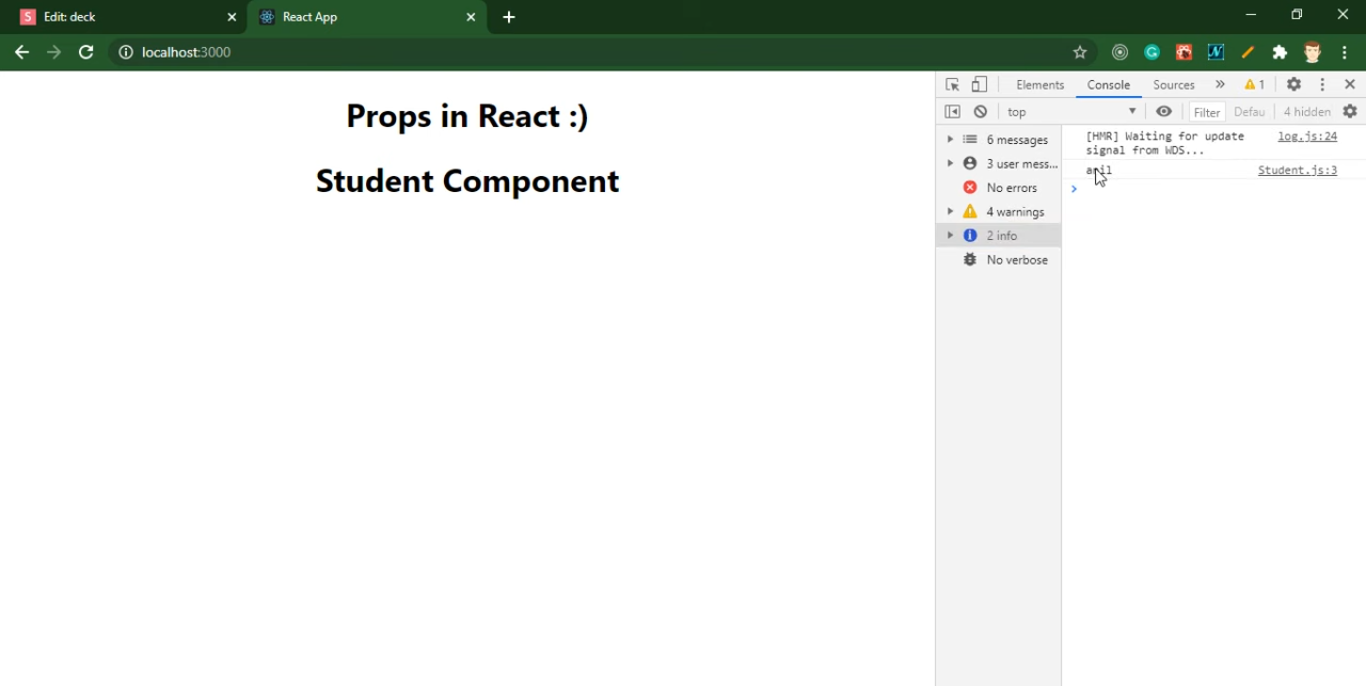 Edit: deck
React App
localhost:3000
Elements
Console
Sources
1
top
Filter
Defau
4 hidden
Props in React :)
Student Component
6 messages
3 user mess...
No errors
4 warnings
2 info
No verbose
[HMR] Waiting for update
signal from WDS...
log.js:24
Student.js:3